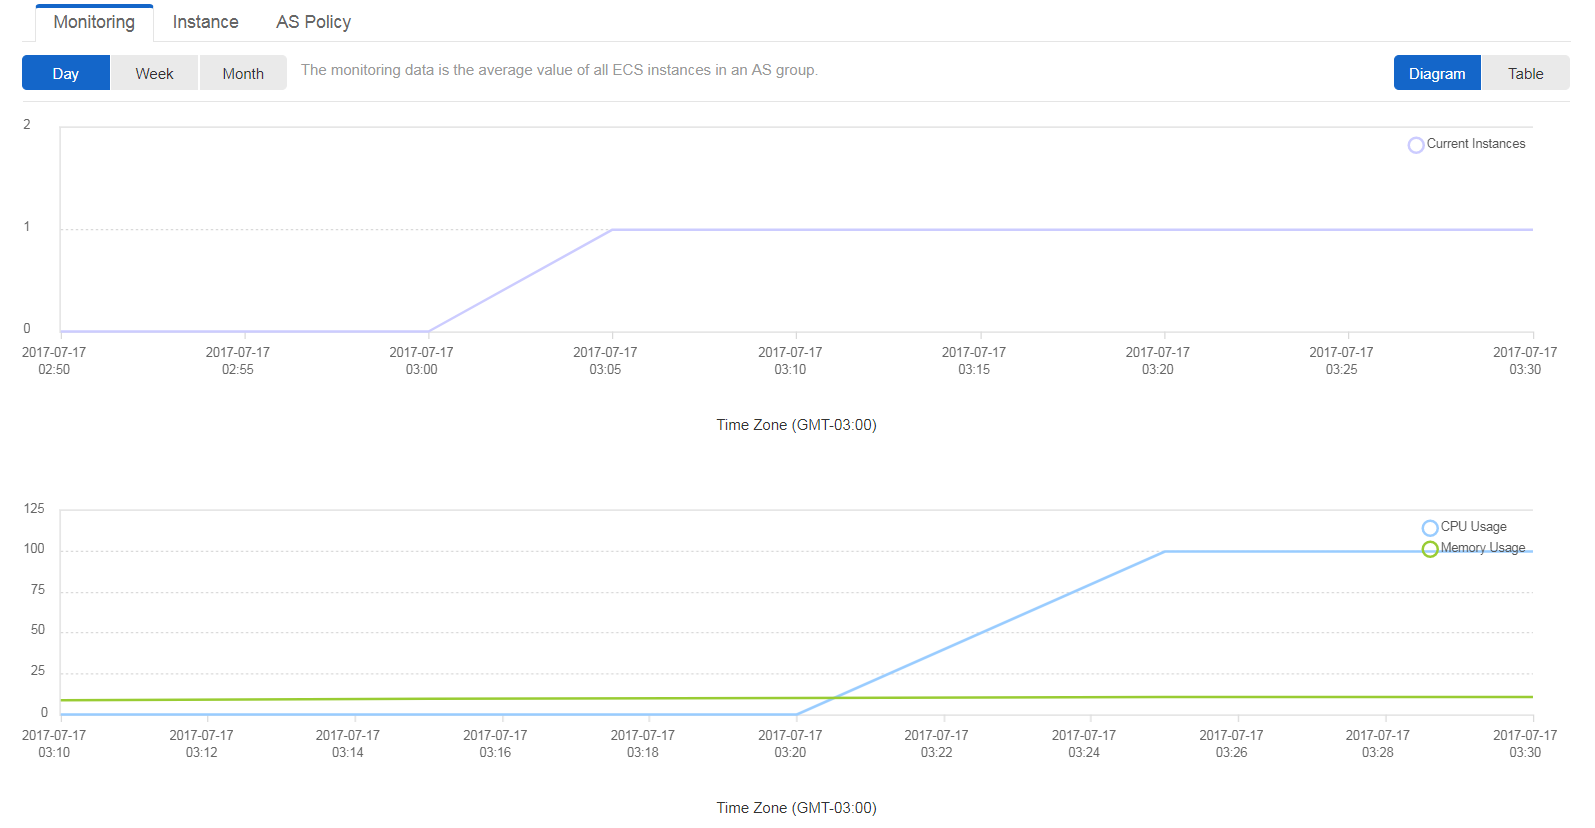 Monitoring Instance AS Policy
Day Week Month The monitoring data is the average value of all ECS instances in an AS group. Diagram Table
2
Current Instances
1
0
2017-07-17 2017-07-17 2017-07-17 2017-07-17 2017-07-17 2017-07-17 2017-07-17 2017-07-17 2017-07-17
02:50 02:55 03:00 03:05 03:10 03:15 03:20 03:25 03:30
Time Zone (GMT-03:00)
125
CPU Usage
100 Memory Usage
75
50
25
0
2017-07-17 2017-07-17 2017-07-17 2017-07-17 2017-07-17 2017-07-17 2017-07-17 2017-07-17 2017-07-17 2017-07-17 2017-07-17
03:10 03:12 03:14 03:16 03:18 03:20 03:22 03:24 03:26 03:28 03:30
Time Zone (GMT-03:00)